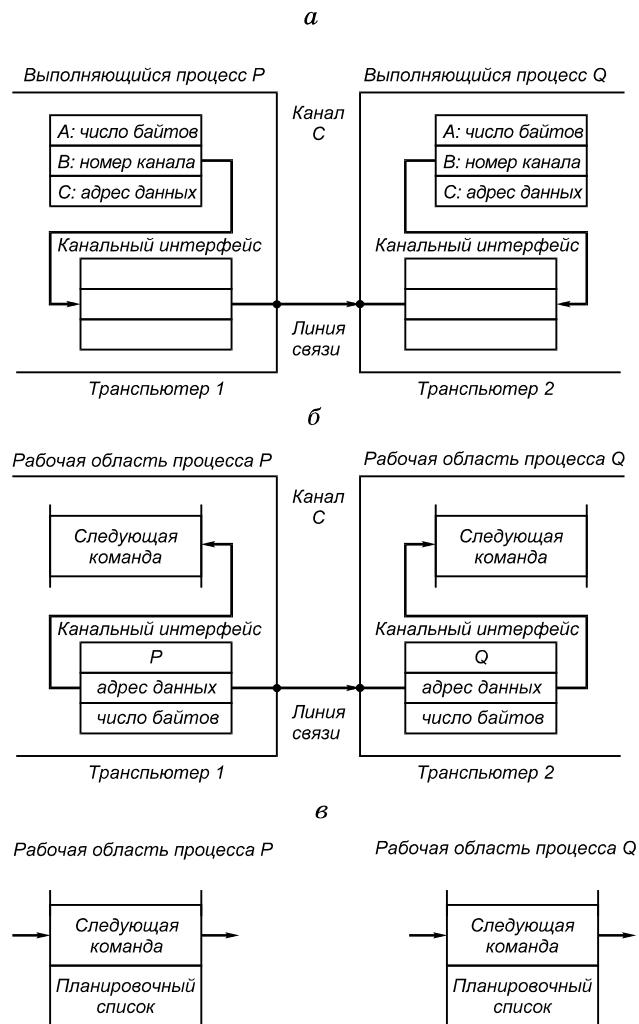 а
Выполняющийся процесс P
Выполняющийся процесс Q
Канал
C
A: число байтов
B: номер канала
C: адрес данных
A: число байтов
B: номер канала
C: адрес данных
Канальный интерфейс
Канальный интерфейс
Линия
связи
Транспьютер 1
Транспьютер 2
б
Рабочая область процесса P
Рабочая область процесса Q
Канал
C
Следующая
команда
Следующая
команда
Канальный интерфейс
Канальный интерфейс
P
адрес данных
число байтов
Q
адрес данных
число байтов
Линия
связи
Транспьютер 1
Транспьютер 2
в
Рабочая область процесса P
Рабочая область процесса Q
Следующая
команда
Планировочный
список
Следующая
команда
Планировочный
список